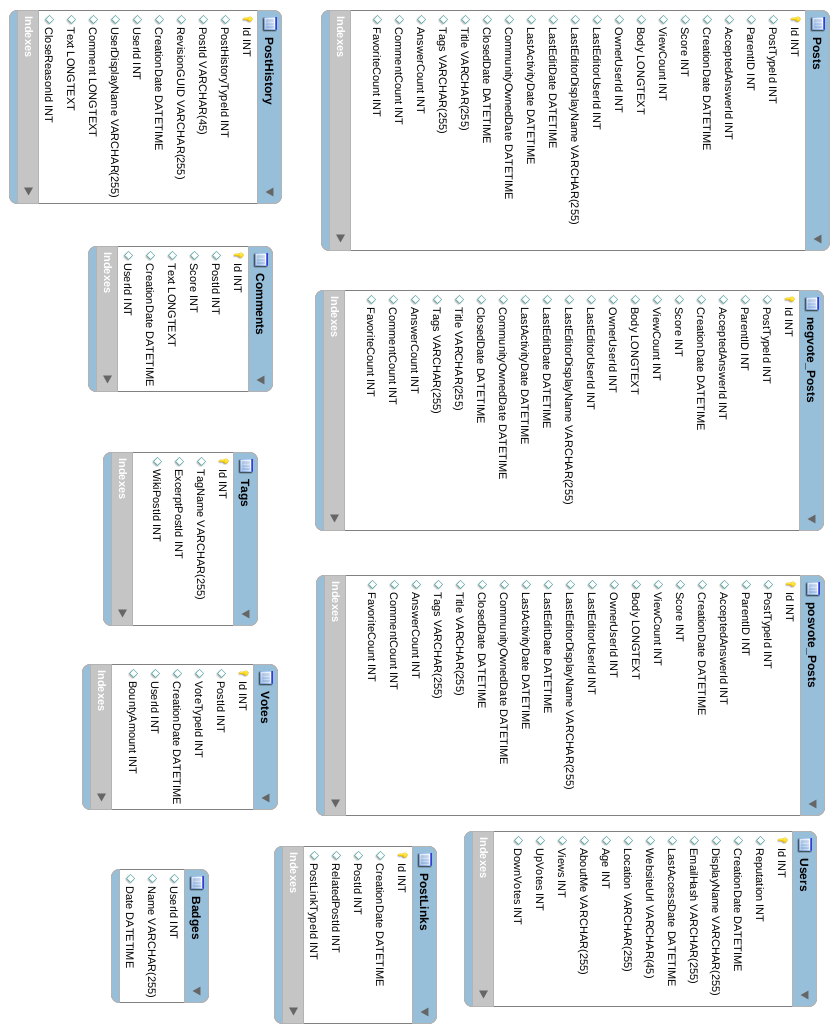 Posts
Id INT
PostTypeId INT
ParentID INT
AcceptedAnswerId INT
CreationDate DATETIME
Score INT
ViewCount INT
Body LONGTEXT
OwnerUserId INT
LastEditorUserId INT
LastEditorDisplayName VARCHAR(255)
LastEditDate DATETIME
LastActivityDate DATETIME
CommunityOwnedDate DATETIME
ClosedDate DATETIME
Title VARCHAR(255)
Tags VARCHAR(255)
AnswerCount INT
CommentCount INT
FavoriteCount INT
Indexes
negvote_Posts
Id INT
PostTypeId INT
ParentID INT
AcceptedAnswerId INT
CreationDate DATETIME
Score INT
ViewCount INT
Body LONGTEXT
OwnerUserId INT
LastEditorUserId INT
LastEditorDisplayName VARCHAR(255)
LastEditDate DATETIME
LastActivityDate DATETIME
CommunityOwnedDate DATETIME
ClosedDate DATETIME
Title VARCHAR(255)
Tags VARCHAR(255)
AnswerCount INT
CommentCount INT
FavoriteCount INT
Indexes
posvote_Posts
Id INT
PostTypeId INT
ParentID INT
AcceptedAnswerId INT
CreationDate DATETIME
Score INT
ViewCount INT
Body LONGTEXT
OwnerUserId INT
LastEditorUserId INT
LastEditorDisplayName VARCHAR(255)
LastEditDate DATETIME
LastActivityDate DATETIME
CommunityOwnedDate DATETIME
ClosedDate DATETIME
Title VARCHAR(255)
Tags VARCHAR(255)
AnswerCount INT
CommentCount INT
FavoriteCount INT
Indexes
Users
Id INT
Reputation INT
CreationDate DATETIME
DisplayName VARCHAR(255)
EmailHash VARCHAR(255)
LastAccessDate DATETIME
WebsiteUrl VARCHAR(45)
Location VARCHAR(255)
Age INT
AboutMe VARCHAR(255)
Views INT
UpVotes INT
DownVotes INT
Indexes
PostHistory
Id INT
PostHistoryTypeId INT
PostId VARCHAR(45)
RevisionGUID VARCHAR(255)
CreationDate DATETIME
UserId INT
UserDisplayName VARCHAR(255)
Comment LONGTEXT
Text LONGTEXT
CloseReasonId INT
Indexes
Comments
Id INT
PostId INT
Score INT
Text LONGTEXT
CreationDate DATETIME
UserId INT
Indexes
Tags
Id INT
TagName VARCHAR(255)
ExcerptPostId INT
WikiPostId INT
Indexes
Votes
Id INT
PostId INT
VoteTypeId INT
CreationDate DATETIME
UserId INT
BountyAmount INT
Indexes
PostLinks
Id INT
CreationDate DATETIME
PostId INT
RelatedPostId INT
PostLinkTypeId INT
Indexes
Badges
UserId INT
Name VARCHAR(255)
Date DATETIME